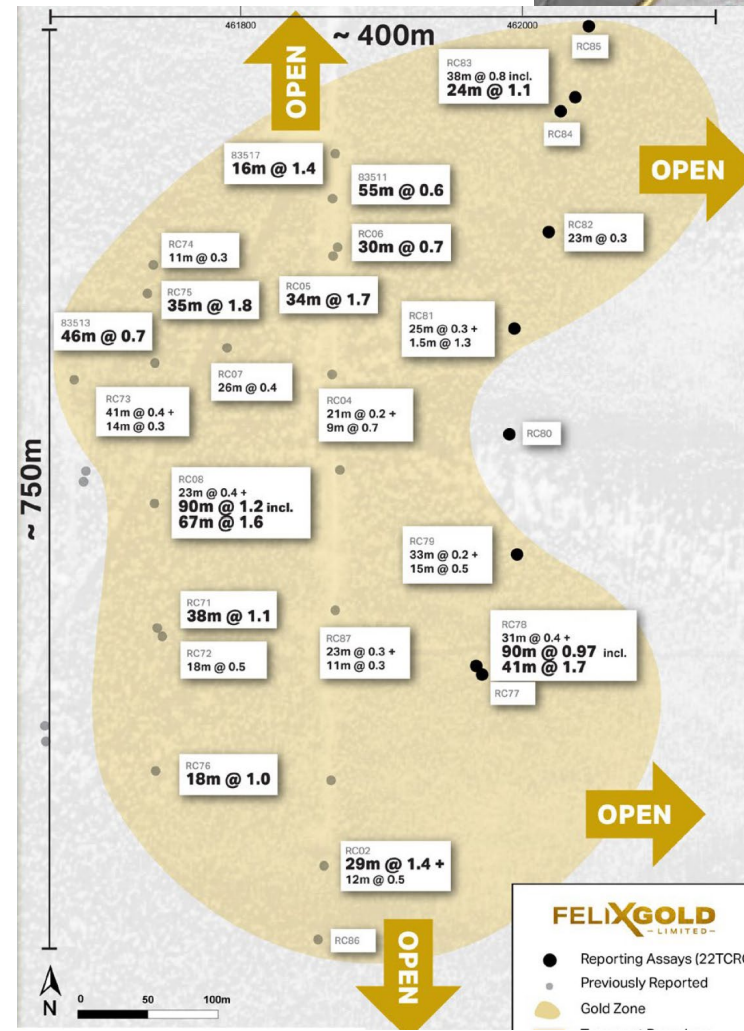 461800
462000
~ 400m
OPEN
RC85
RC83
38m @ 0.8 incl.
24m @ 1.1
RC84
83517
16m @ 1.4
OPEN
83511
55m @ 0.6
RC82
23m @ 0.3
RC74
11m @ 0.3
RC06
30m @ 0.7
RC75
35m @ 1.8
RC05
34m @ 1.7
83513
46m @ 0.7
RC81
25m @ 0.3 +
1.5m @ 1.3
RC07
26m @ 0.4
RC73
41m @ 0.4 +
14m @ 0.3
RC04
21m @ 0.2 +
9m @ 0.7
RC80
~ 750m
RC08
23m @ 0.4 +
90m @ 1.2 incl.
67m @ 1.6
RC79
33m @ 0.2 +
15m @ 0.5
RC71
38m @ 1.1
RC72
18m @ 0.5
RC87
23m @ 0.3 +
11m @ 0.3
RC78
31m @ 0.4 +
90m @ 0.97 incl.
41m @ 1.7
RC77
RC76
18m @ 1.0
OPEN
RC02
29m @ 1.4 +
12m @ 0.5
RC86
OPEN
N
0 50 100m
FELIXGOLD
LIMITED
Reporting Assays (22TCRC
Previously Reported
Gold Zone